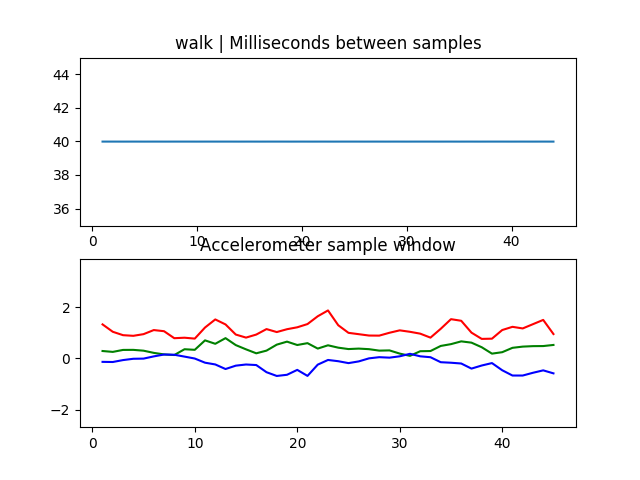 walk | Milliseconds between samples
44
42
40
38
36
0 10 20 30 40
Accelerometer sample window
2
0
−2
0 10 20 30 40